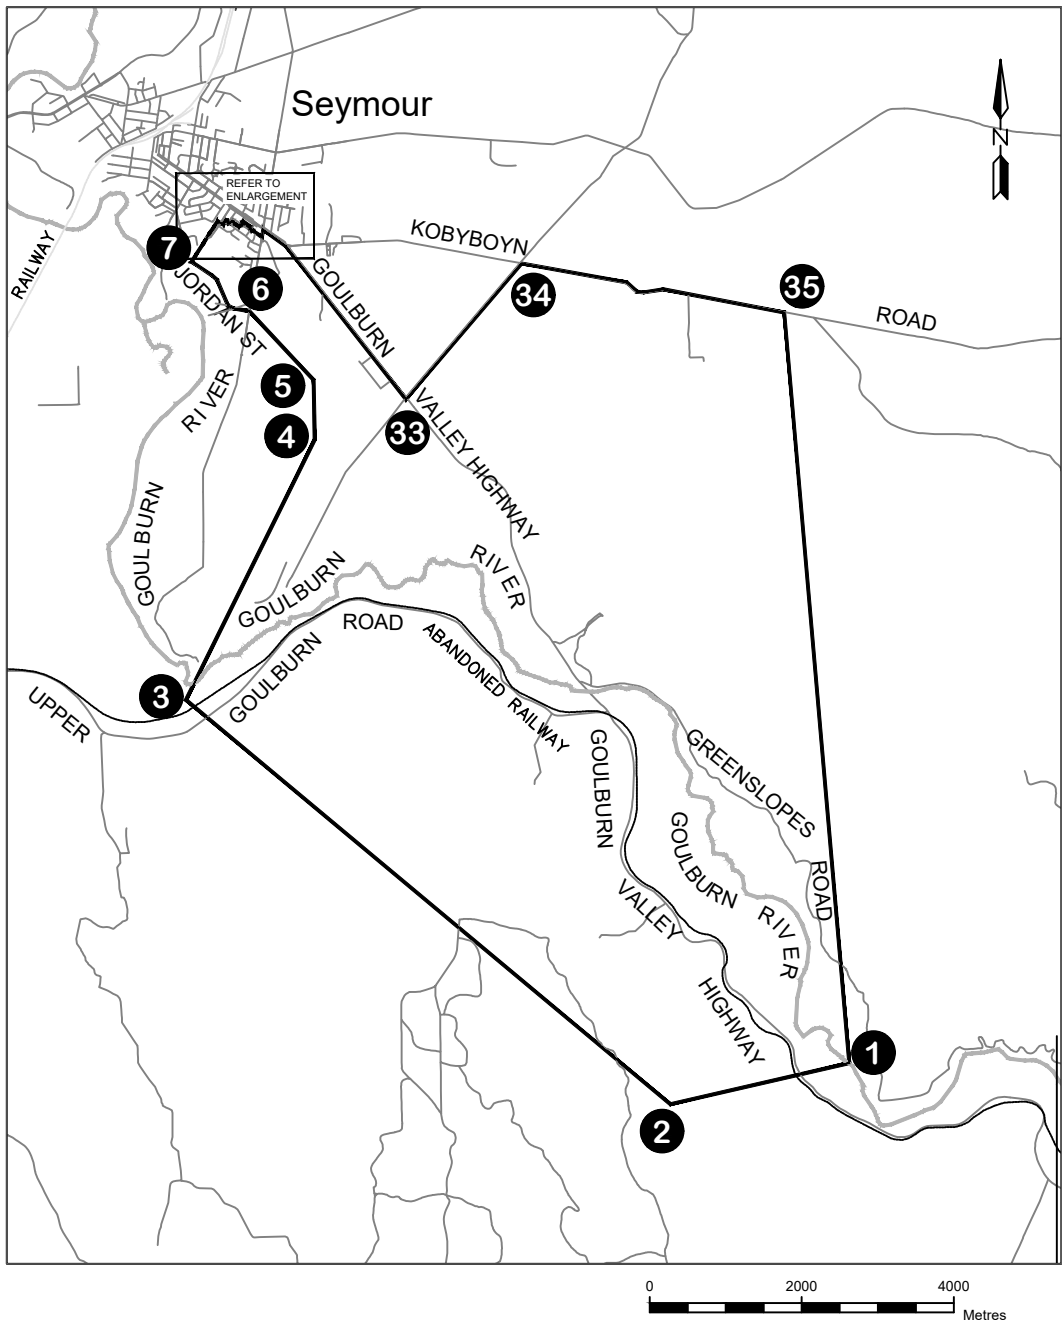 Seymour
N
REFER TO
ENLARGEMENT
RAILWAY
7
JORDAN ST
6
GOULBURN
KOBYBOYN
34
35
ROAD
RIVER
5
4
33
VALLEY HIGHWAY
GOULBURN
GOULBURN
RIVER
ROAD
ABANDONED RAILWAY
GOULBURN
3
UPPER
GOULBURN
GREENSLOPES
GOULBURN
RIVER
ROAD
VALLEY
HIGHWAY
1
2
0 2000 4000
Metres